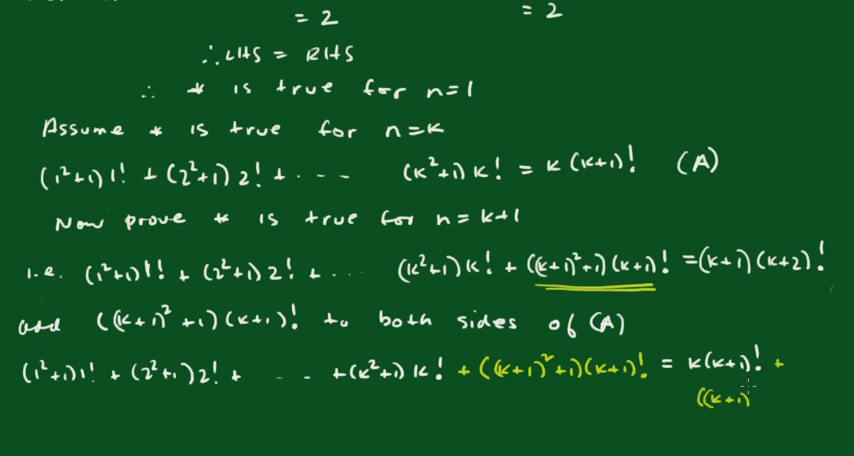 = 2 = 2
∴ LHS = RHS
∴ * is true for n=1
Assume * is true for n=k
(1²+1) 1! + (2²+1) 2! + ---- (k²+1) k! = k (k+1)! (A)
Now prove * is true for n=k+1
i.e. (1²+1) 1! + (2²+1) 2! + ... (k²+1) k! + ((k+1)²+1) (k+1)! = (k+1) (k+2)!
add ((k+1)² +1) (k+1)! to both sides of (A)
(1²+1) 1! + (2²+1) 2! + . - - . + (k²+1) k! + ((k+1)²+1) (k+1)! = k(k+1)! +
((k+1)